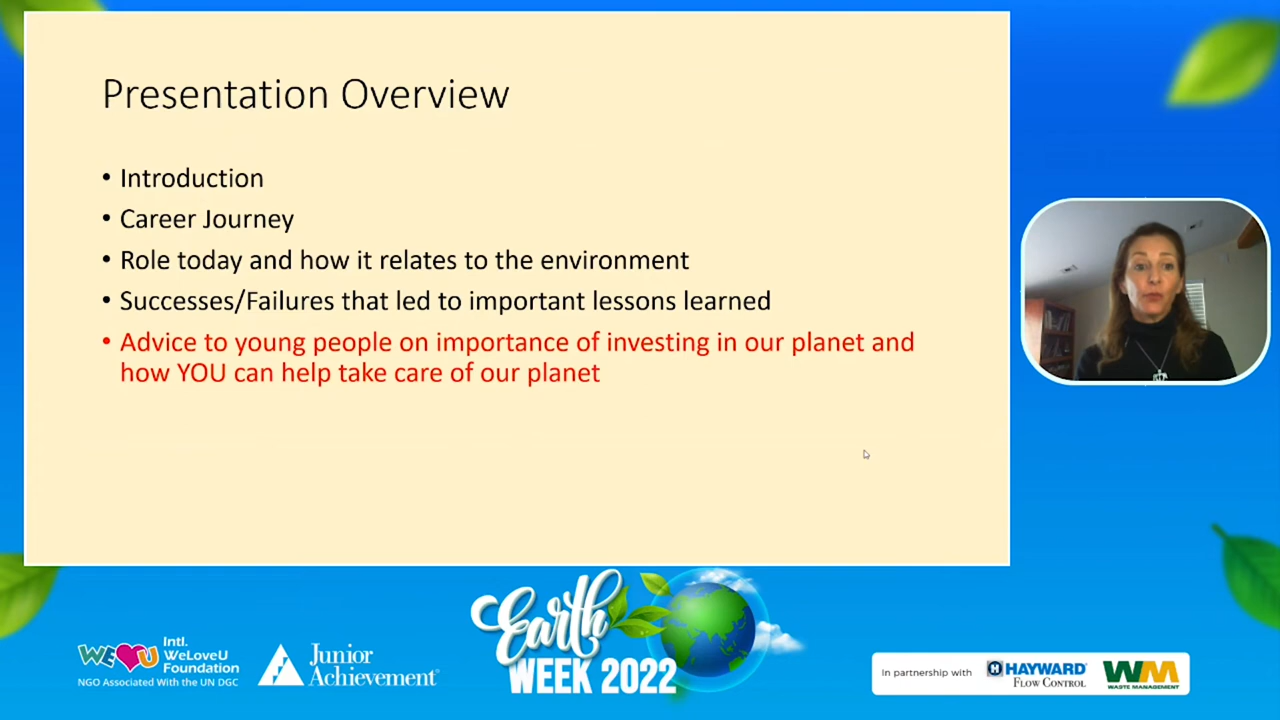 Presentation Overview
• Introduction
• Career Journey
• Role today and how it relates to the environment
• Successes/Failures that led to important lessons learned
• Advice to young people on importance of investing in our planet and
how YOU can help take care of our planet
Earth
WEEK 2022
WE U
Intl.
WeLoveU
Foundation
NGO Associated With the UN DGC
Junior
Achievement®
In partnership with
HAYWARD®
FLOW CONTROL
WM
WASTE MANAGEMENT